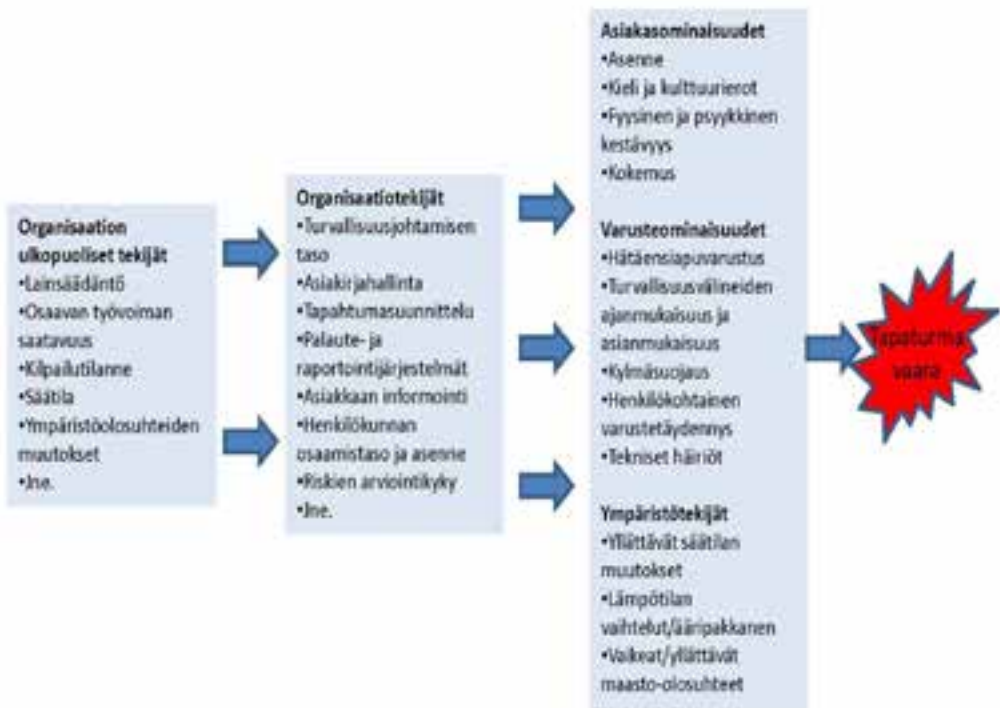 Organisaation
ulkopuoliset tekijät
•Lainsäädäntö
•Osaavan työvoiman
saatavuus
•Kilpailutilanne
•Säätila
•Ympäristöolosuhteiden
muutokset
•Jne.
Organisaatiotekijät
•Turvallisuusjohtamisen
taso
•Asiakirjahallinta
•Tapahtumasuunnittelu
•Palaute- ja
raportointijärjestelmät
•Asiakkaan informointi
•Henkilökunnan
osaamistaso ja asenne
•Riskien arviointikyky
•Jne.
Asiakasominaisuudet
•Asenne
•Kieli ja kulttuurierot
•Fyysinen ja psyykkinen
kestävyys
•Kokemus
Varusteominaisuudet
•Hätäensiapuvarustus
•Turvallisuusvälineiden
ajanmukaisuus ja
asianmukaisuus
•Kylmäsuojaus
•Henkilökohtainen
varustetäydennys
•Tekniset häiriöt
Ympäristötekijät
•Yllättävät säätilan
muutokset
•Lämpötilan
vaihtelut/ääripakkanen
•Vaikeat/yllättävät
maasto-olosuhteet
Tapaturma
vaara